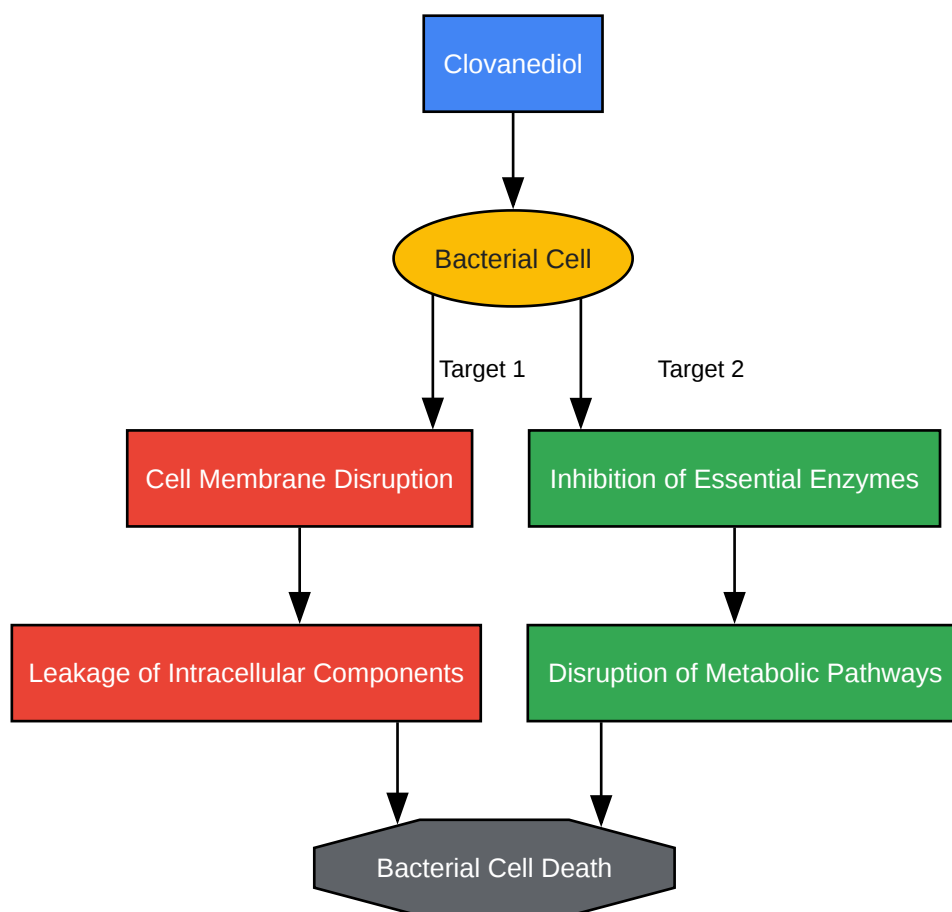 Clovanediol
Bacterial Cell
Target 1
Target 2
Cell Membrane Disruption
Inhibition of Essential Enzymes
Leakage of Intracellular Components
Disruption of Metabolic Pathways
Bacterial Cell Death